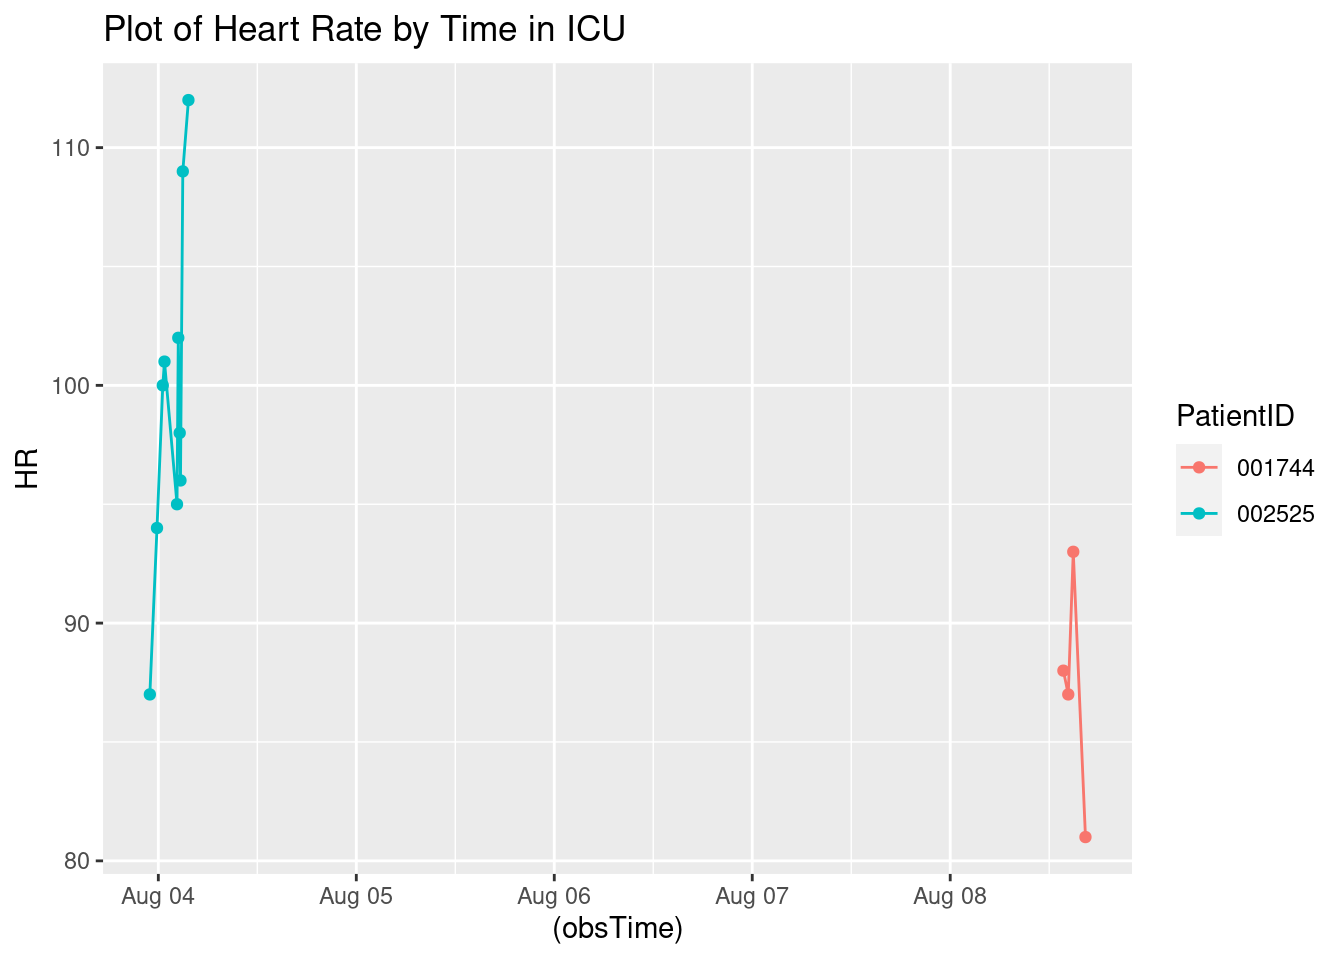 Plot of Heart Rate by Time in ICU
110
100
90
80
HR
Aug 04 Aug 05 Aug 06 Aug 07 Aug 08
(obsTime)
PatientID
001744
002525